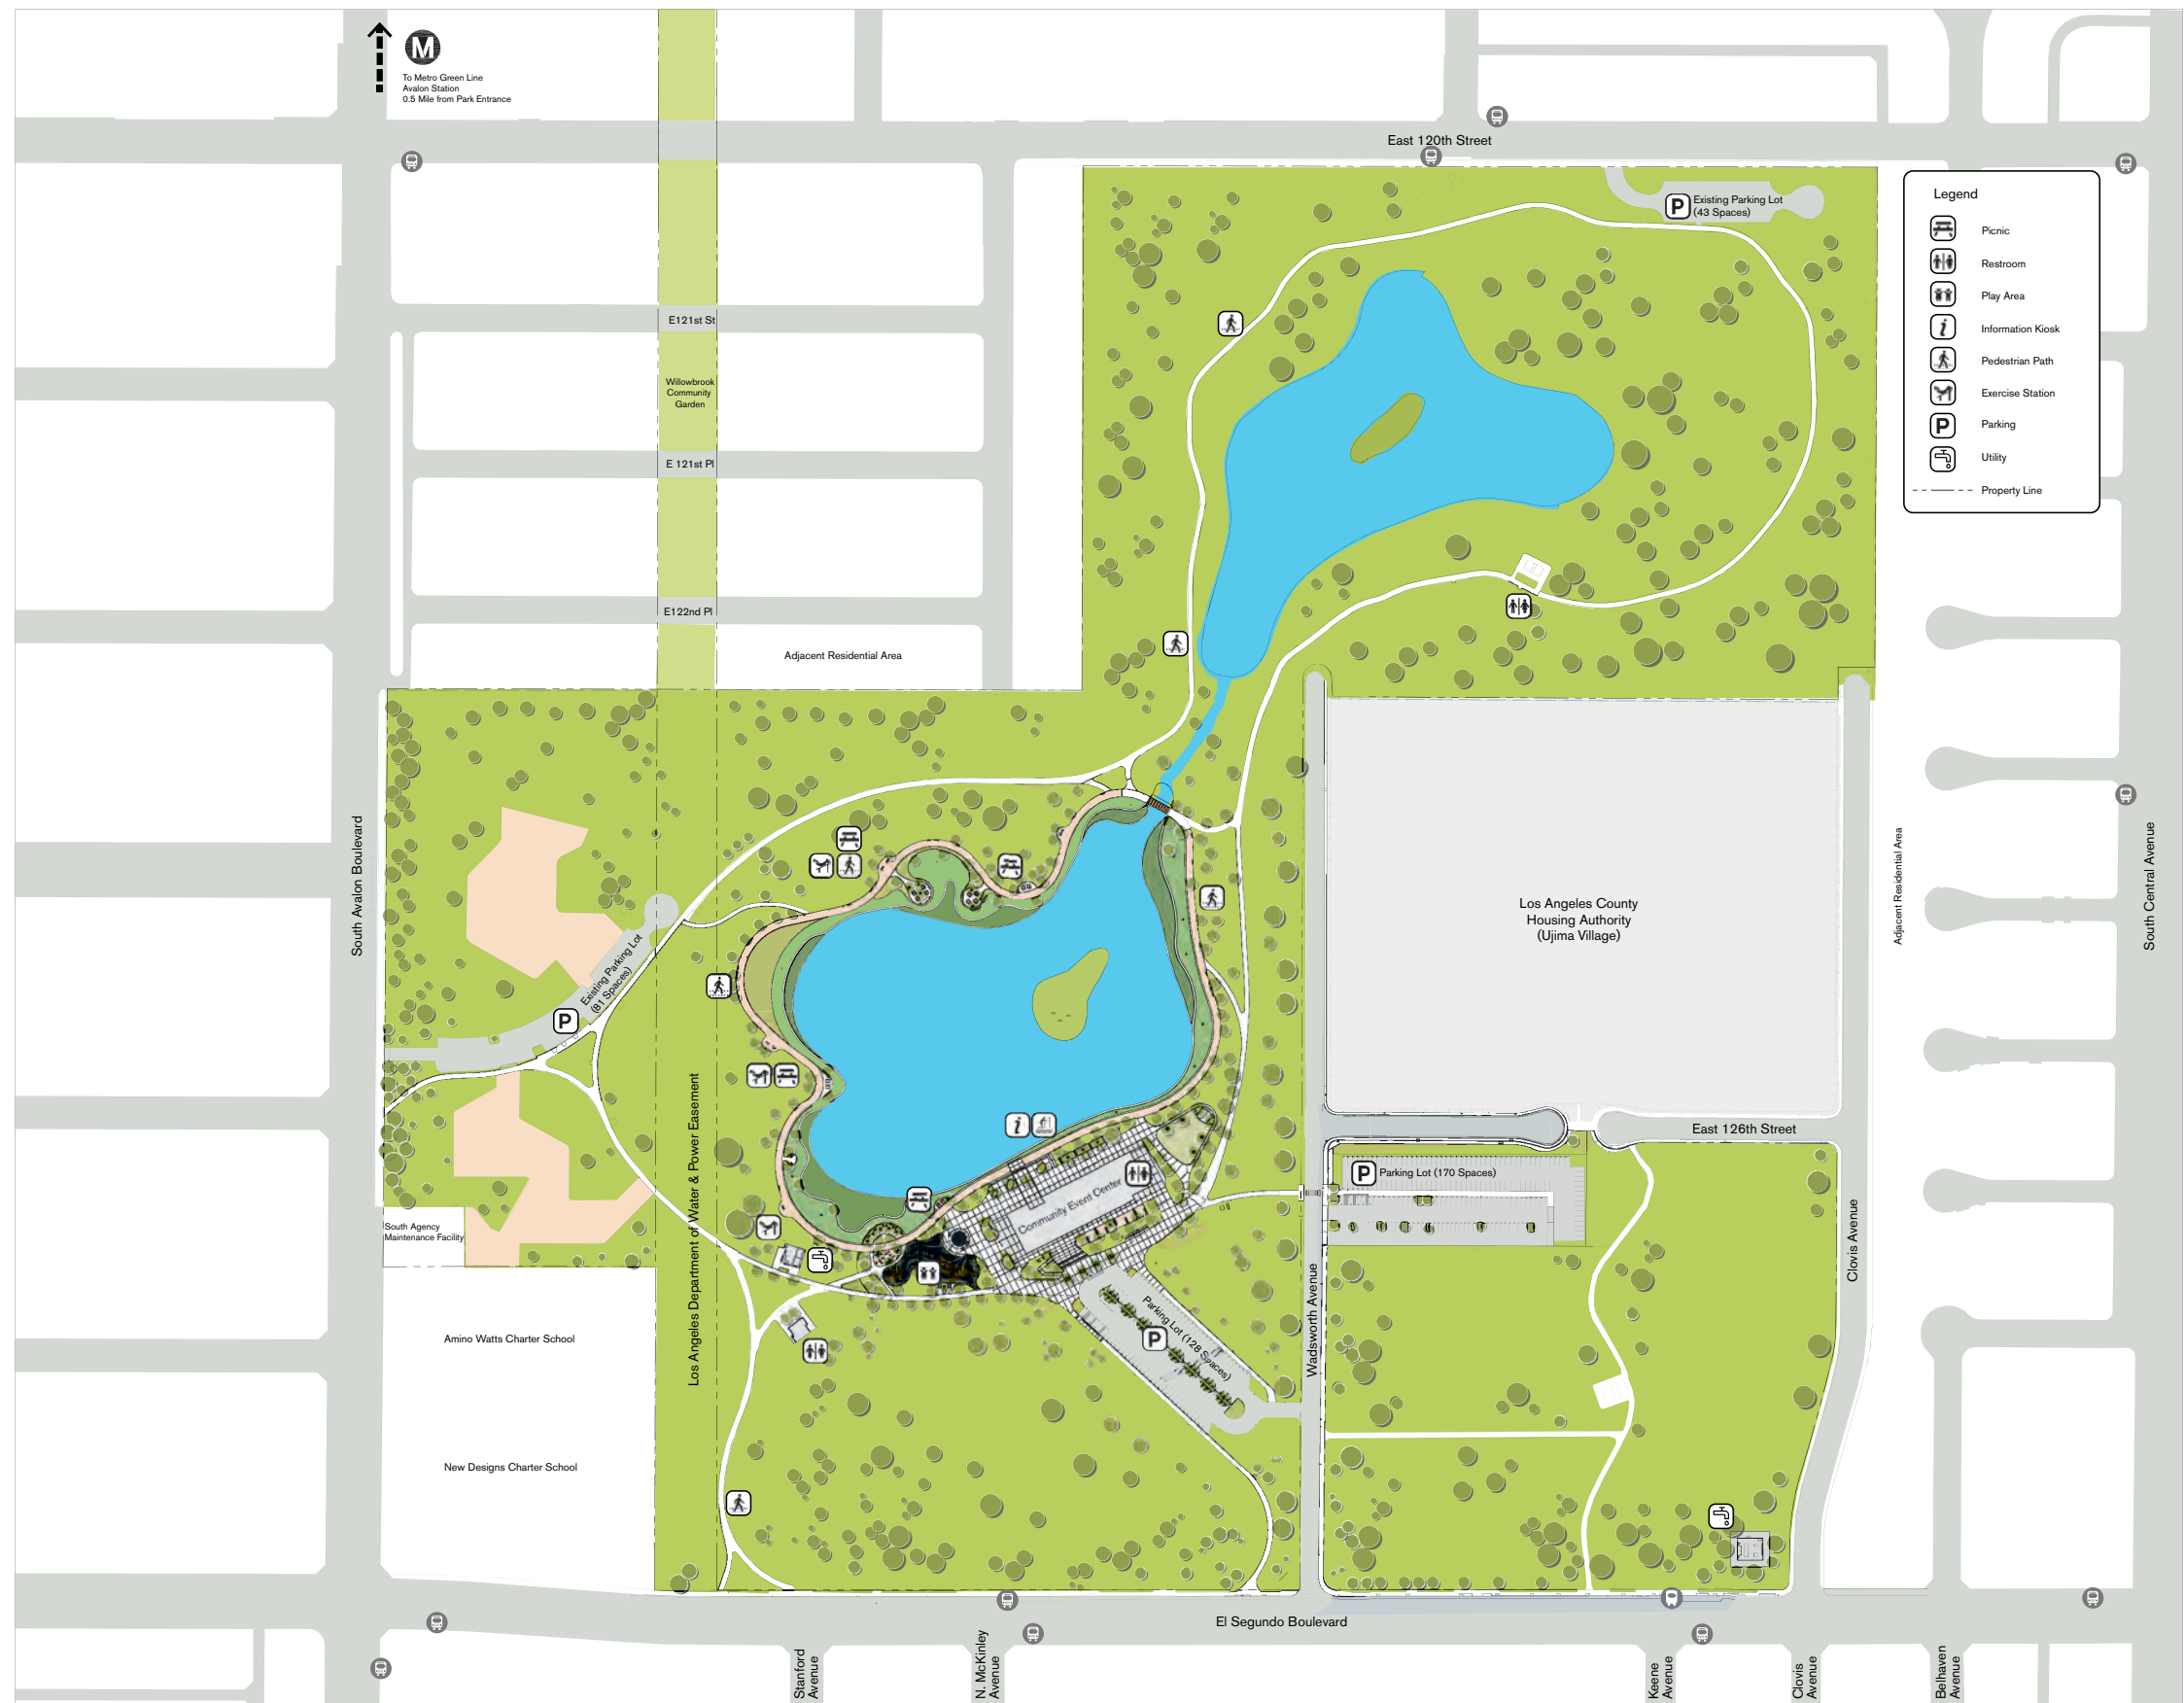 M
To Metro Green Line
Avalon Station
0.5 Mile from Park Entrance
East 120th Street
P
Existing Parking Lot
(43 Spaces)
Legend
Picnic
Restroom
Play Area
i
Information Kiosk
Pedestrian Path
Exercise Station
P
Parking
Utility
Property Line
E121st St
Willowbrook
Community
Garden
E 121st Pl
E122nd Pl
Adjacent Residential Area
South Avalon Boulevard
Existing Parking Lot
(81 Spaces)
P
Los Angeles Department of Water & Power Easement
Los Angeles County
Housing Authority
(Ujima Village)
Adjacent Residential Area
South Central Avenue
i
Community Event Center
East 126th Street
P
Parking Lot (170 Spaces)
South Agency
Maintenance Facility
Clovis Avenue
Wadsworth Avenue
Parking Lot (128 Spaces)
P
Amino Watts Charter School
New Designs Charter School
El Segundo Boulevard
Stanford
Avenue
N. McKinley
Avenue
Keene
Avenue
Clovis
Avenue
Belhaven
Avenue